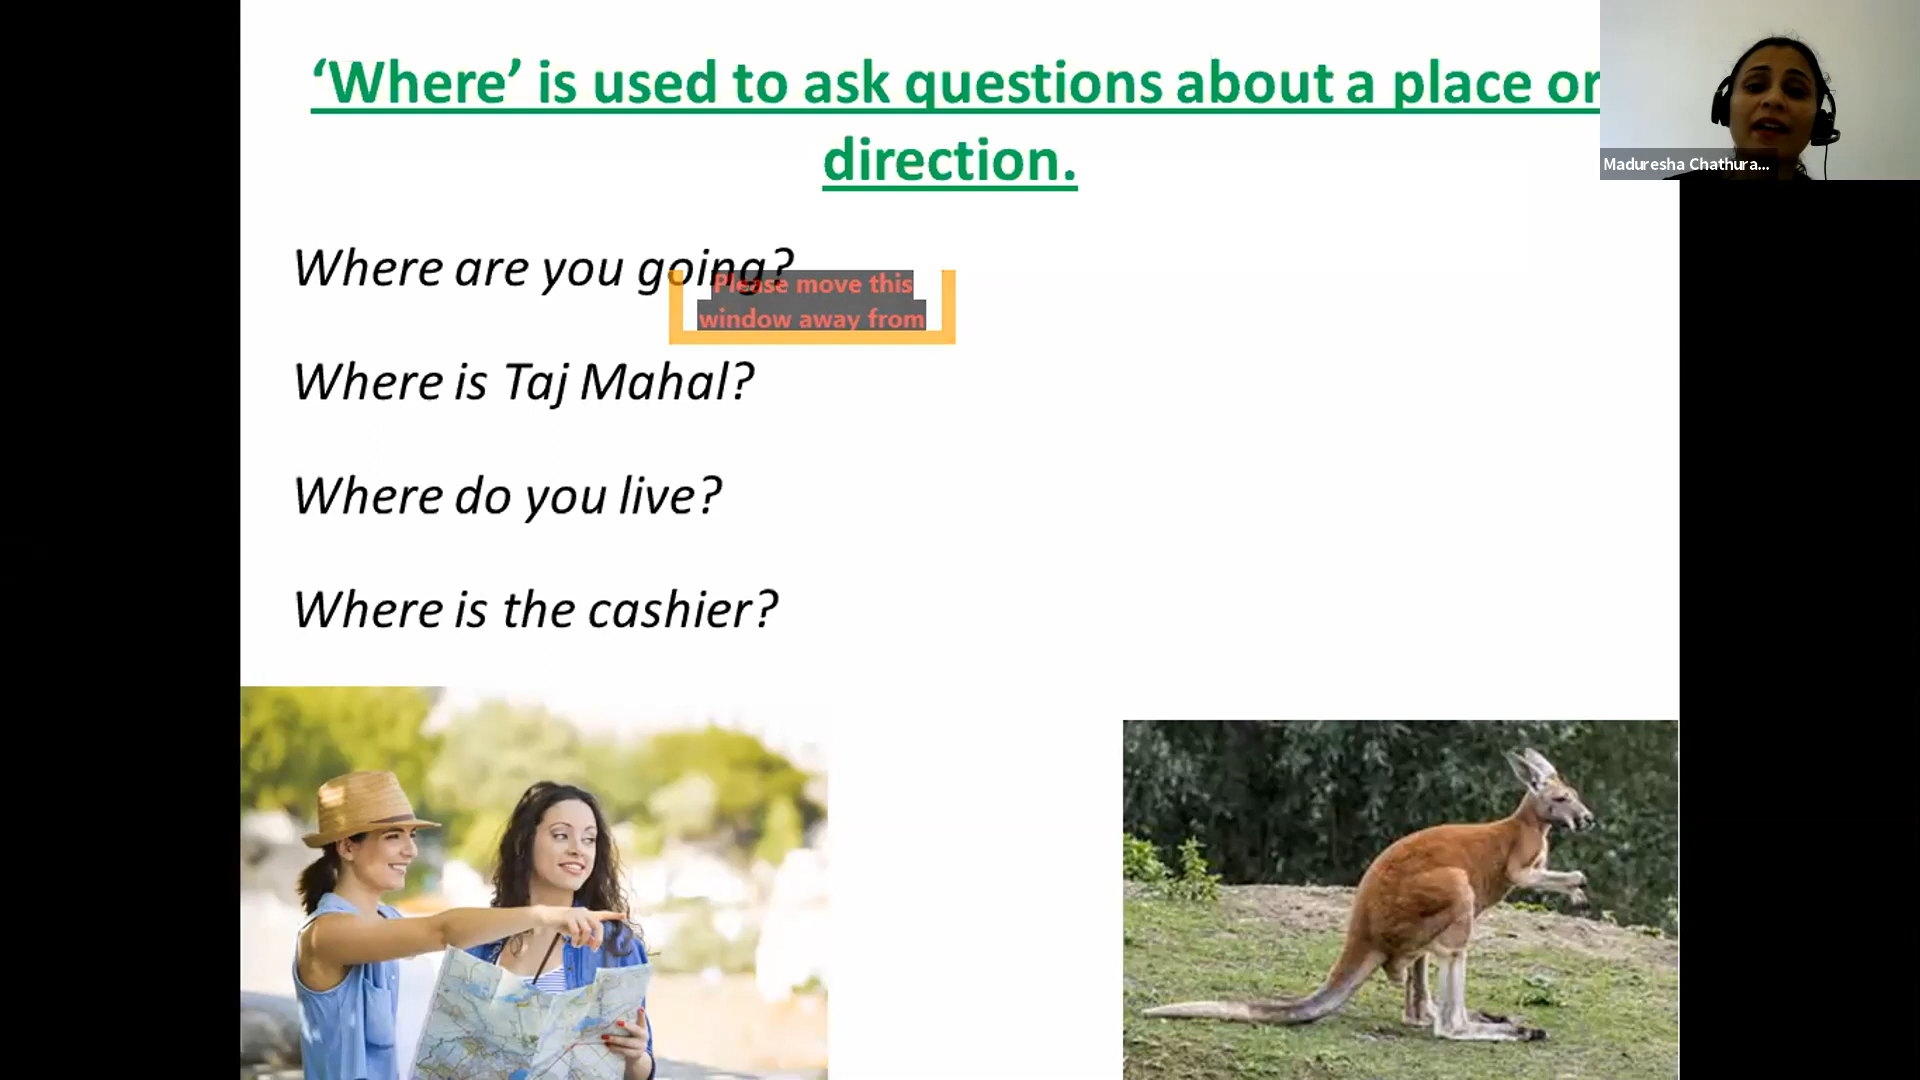 ‘Where’ is used to ask questions about a place or
direction.
Maduresha Chathura...
Where are you going?
Please move this
window away from
Where is Taj Mahal?
Where do you live?
Where is the cashier?